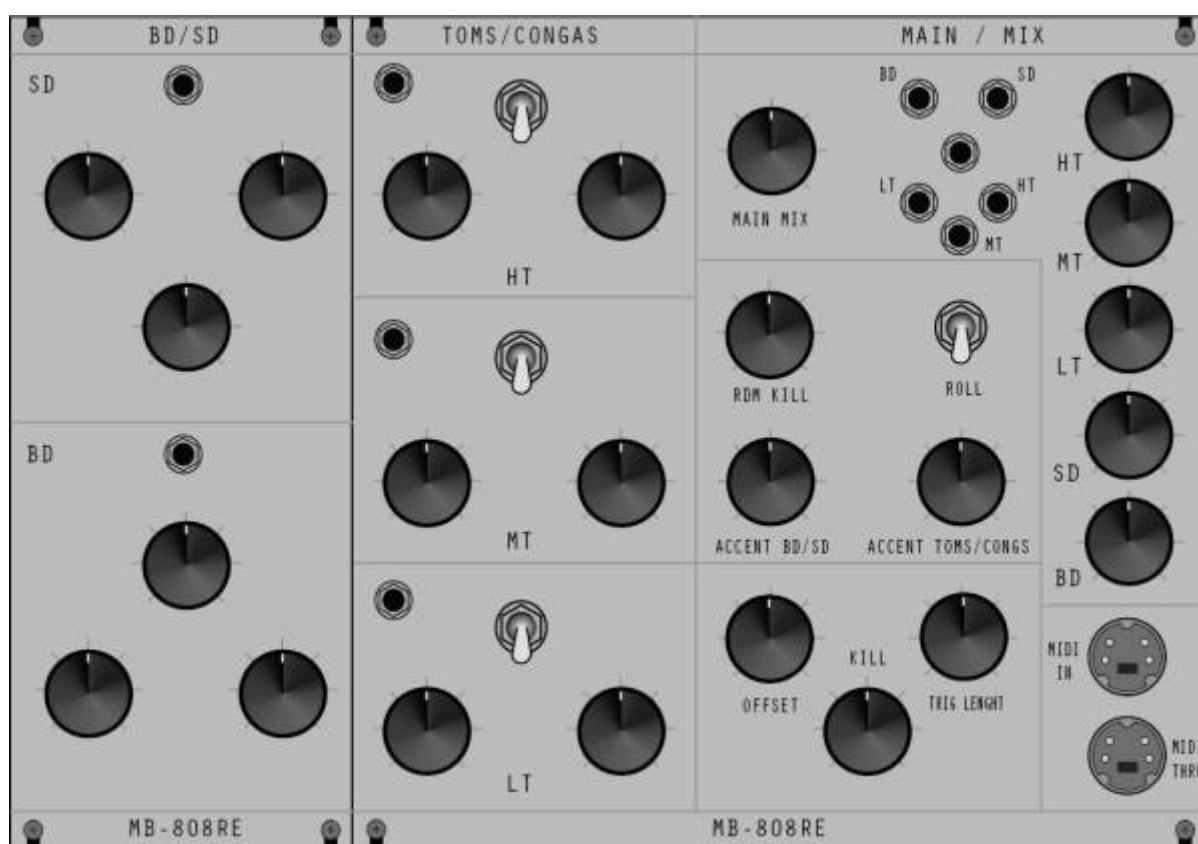 BD/SD
TOMS/CONGAS
MAIN / MIX
SD
BD
SD
HT
LT
HT
MT
MAIN MIX
HT
MT
RDM KILL
ROLL
LT
BD
MT
ACCENT BD/SD
ACCENT TOMS/CONGS
SD
BD
KILL
OFFSET
TRIG LENGHT
MIDI
IN
LT
MIDI
MB-808RE
MB-808RE